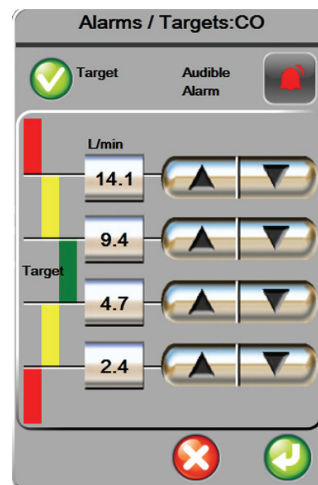 Alarms / Targets:CO
Target
Audible
Alarm
L/min
14.1
9.4
Target
4.7
2.4